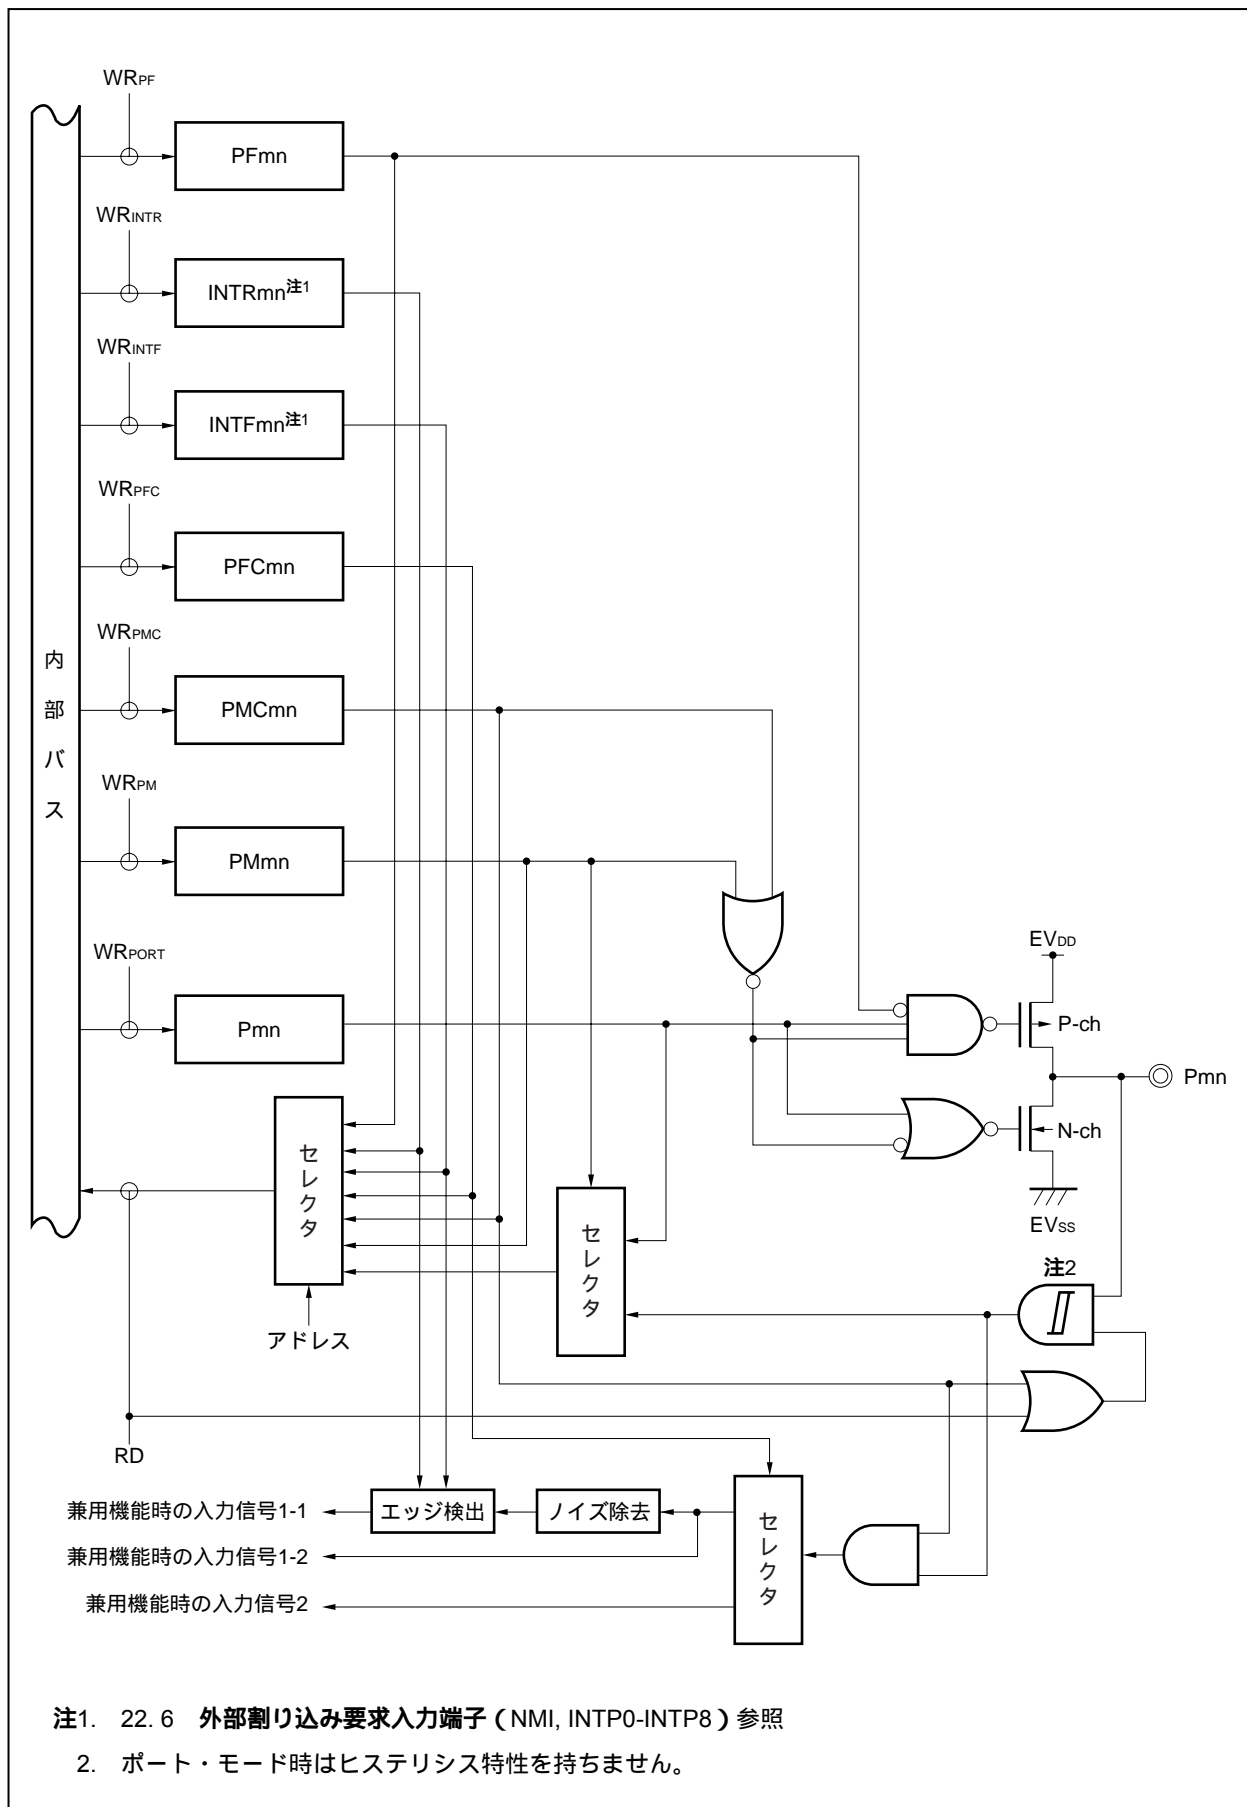 WRPF
PFmn
WRINTR
INTRmn注1
WRINTF
INTFmn注1
WRPFC
PFCmn
WRPMC
PMCmn
内部バス
WRPM
PMmn
WRPORT
Pmn
EVDD
P-ch
Pmn
N-ch
EVSS
セレクタ
セレクタ
注2
アドレス
RD
兼用機能時の入力信号1-1
エッジ検出
ノイズ除去
セレクタ
兼用機能時の入力信号1-2
兼用機能時の入力信号2
注1. 22. 6 外部割り込み要求入力端子（NMI, INTP0-INTP8）参照
2. ポート・モード時はヒステリシス特性を持ちません。